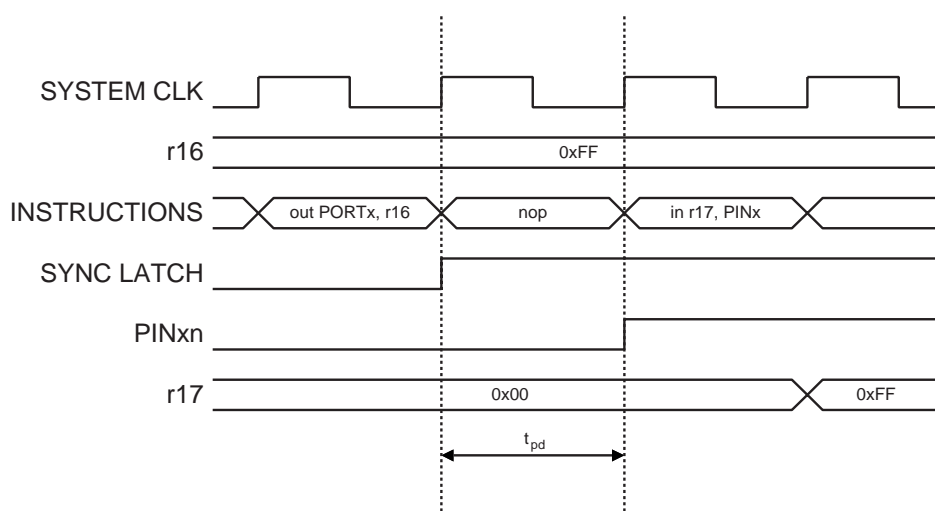 SYSTEM CLK
r16
0xFF
INSTRUCTIONS
out PORTx, r16
nop
in r17, PINx
SYNC LATCH
PINxn
r17
0x00
0xFF
tpd